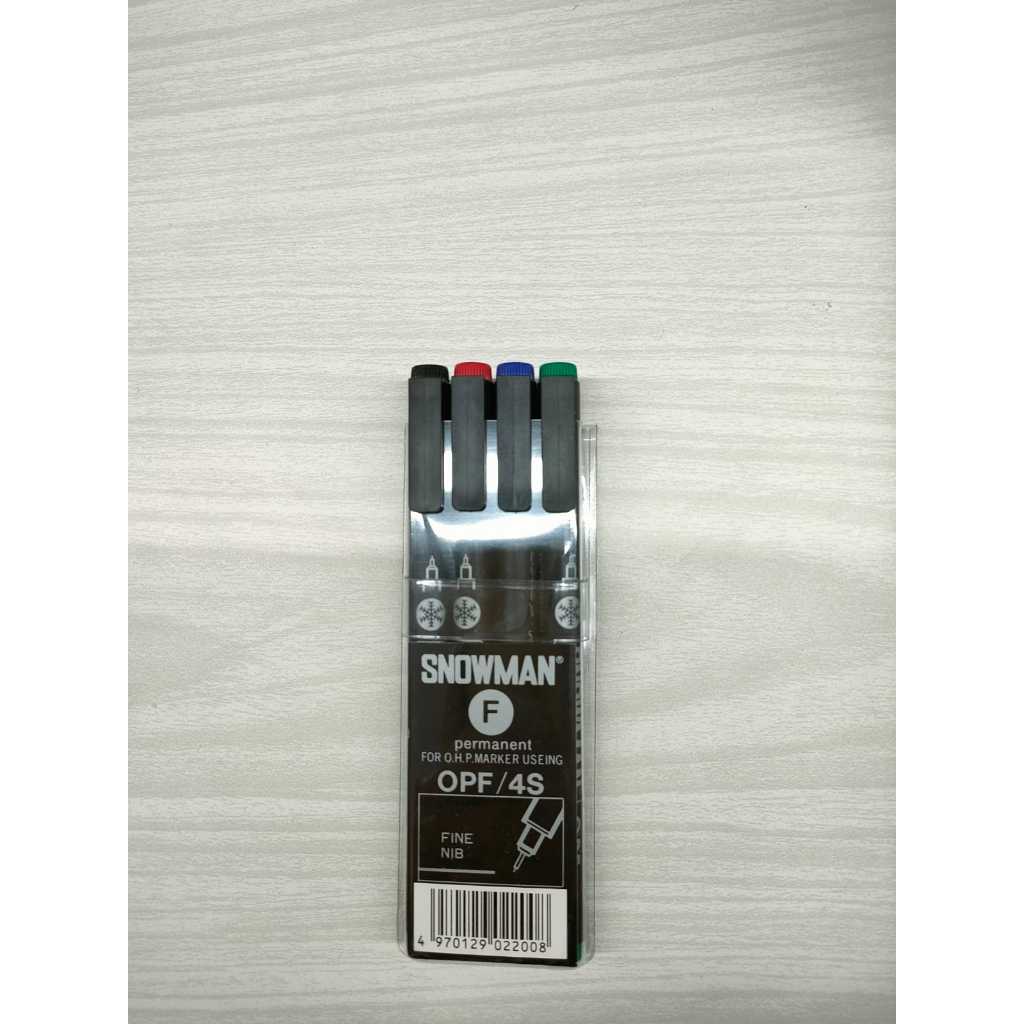 SNOWMAN®
F
permanent
FOR O.H.P.MARKER USEING
OPF/4S
FINE
NIB
4 970129 022008